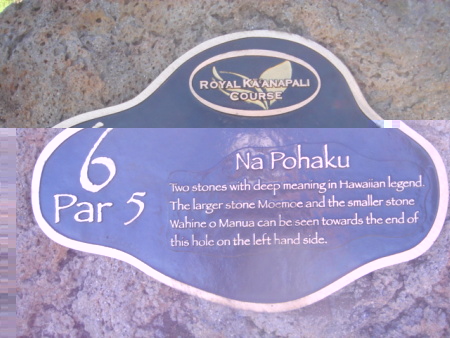 ROYAL KĀ'ANAPALI
COURSE
6
Par 5
Na Pohaku
Two stones with deep meaning in Hawaiian legend.
The larger stone Moemoe and the smaller stone
Wahine o Manua can be seen towards the end of
this hole on the left hand side.